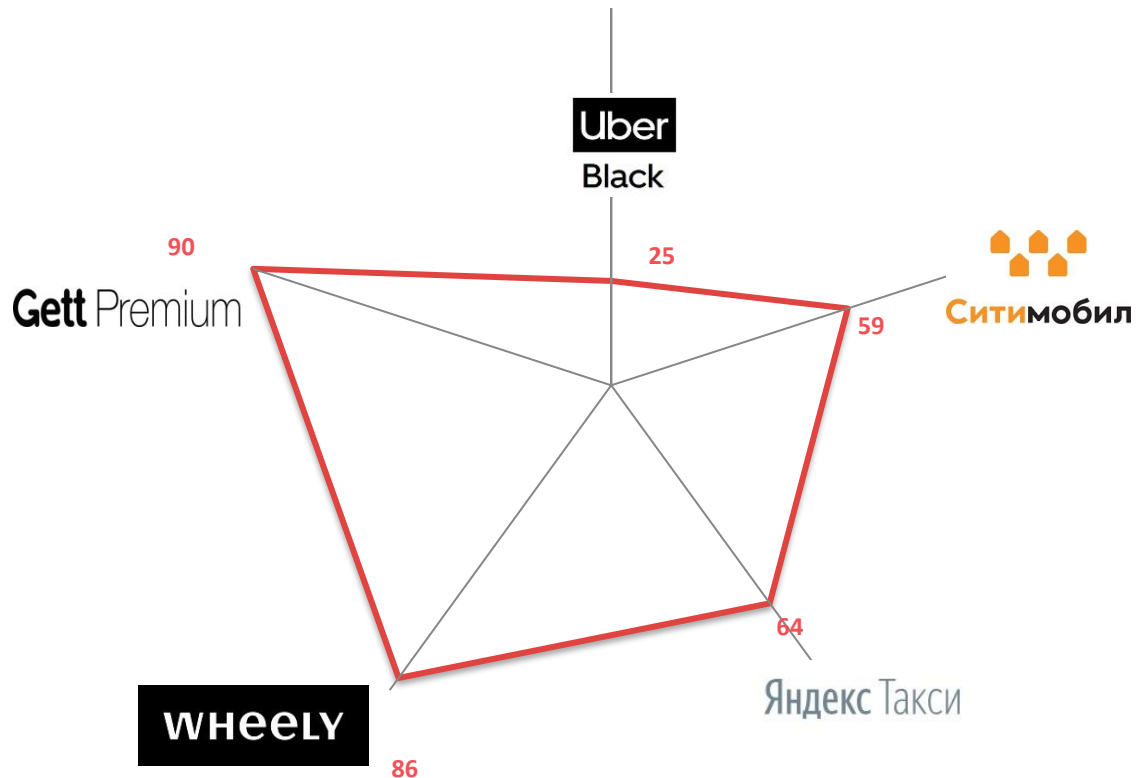 Uber
Black
90
25
Gett Premium
Ситимобил
59
64
Яндекс Такси
WHEELY
86